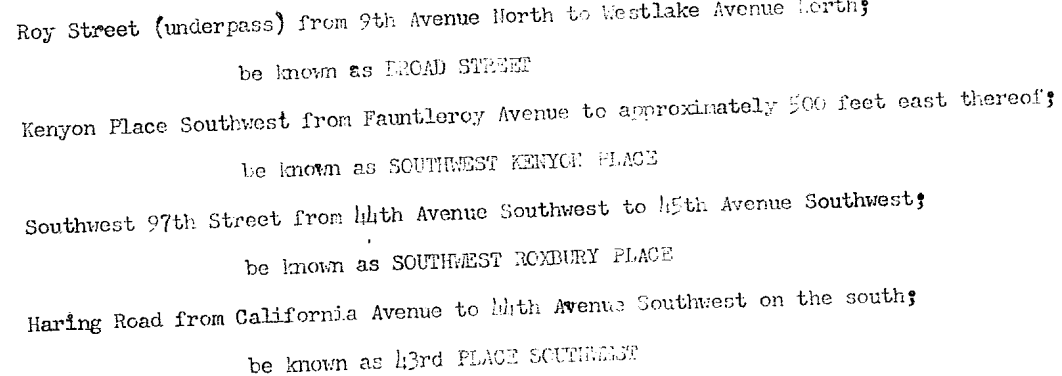 Roy Street (underpass) from 9th Avenue North to Westlake Avenue North;
be known as BROAD STREET
Kenyon Place Southwest from Fauntleroy Avenue to approximately 500 feet east thereof;
be known as SOUTHWEST KENYON PLACE
Southwest 97th Street from 44th Avenue Southwest to 45th Avenue Southwest;
be known as SOUTHWEST ROXBURY PLACE
Haring Road from California Avenue to 44th Avenue Southwest on the south;
be known as 43rd PLACE SOUTHWEST